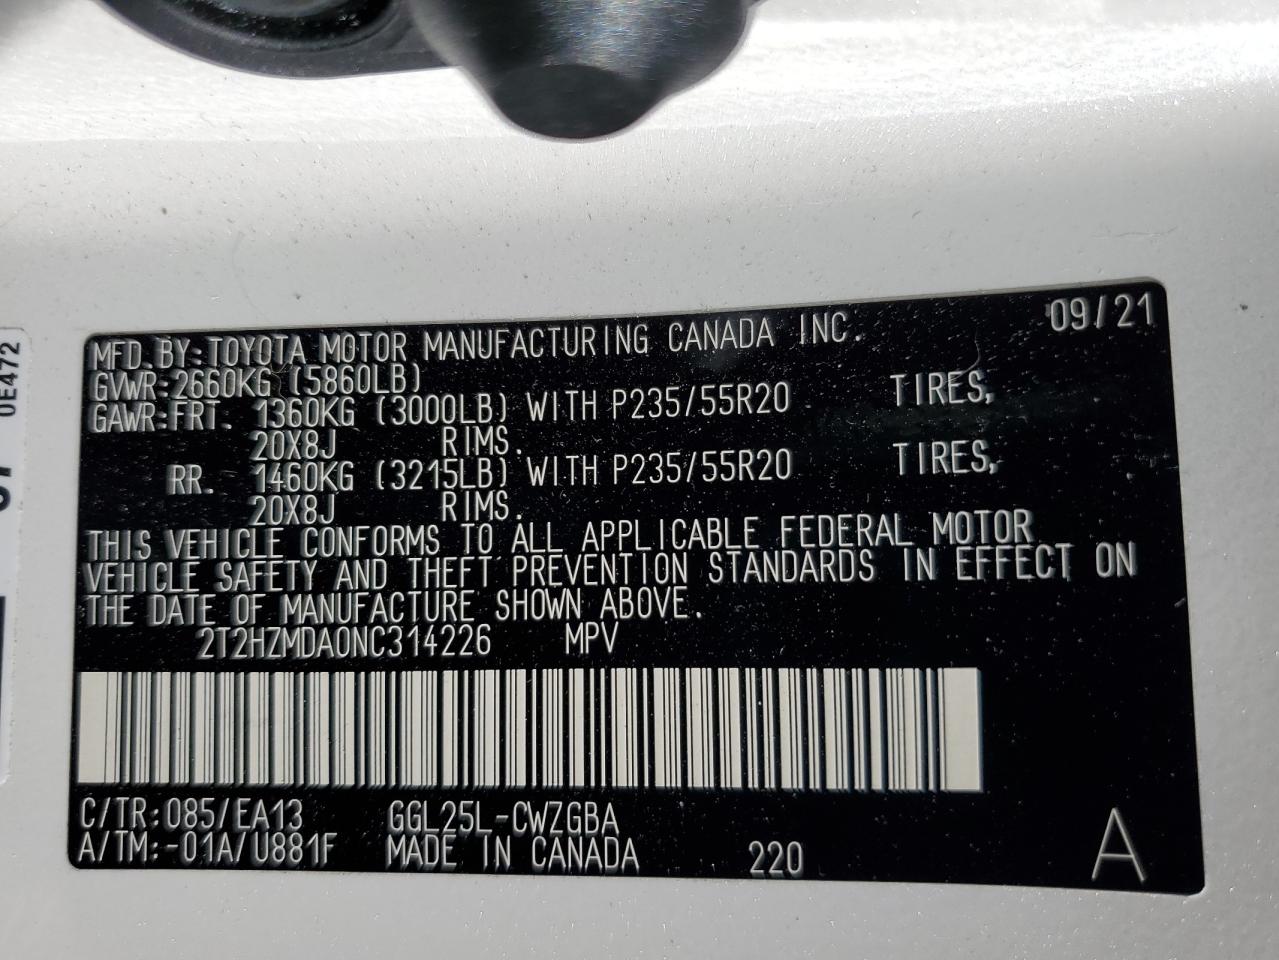 MFD.BY:TOYOTA MOTOR MANUFACTURING CANADA INC. 09/21
GVWR:2660KG (5860LB)
GAWR:FRT. 1360KG (3000LB) WITH P235/55R20 TIRES,
20X8J RIMS.
RR. 1460KG (3215LB) WITH P235/55R20 TIRES,
20X8J RIMS.
THIS VEHICLE CONFORMS TO ALL APPLICABLE FEDERAL MOTOR
VEHICLE SAFETY AND THEFT PREVENTION STANDARDS IN EFFECT ON
THE DATE OF MANUFACTURE SHOWN ABOVE.
2T2HZMDA0NC314226 MPV
C/TR:085/EA13 GGL25L-CWZGBA
A/TM:-01A/U881F MADE IN CANADA 220 A
0E472